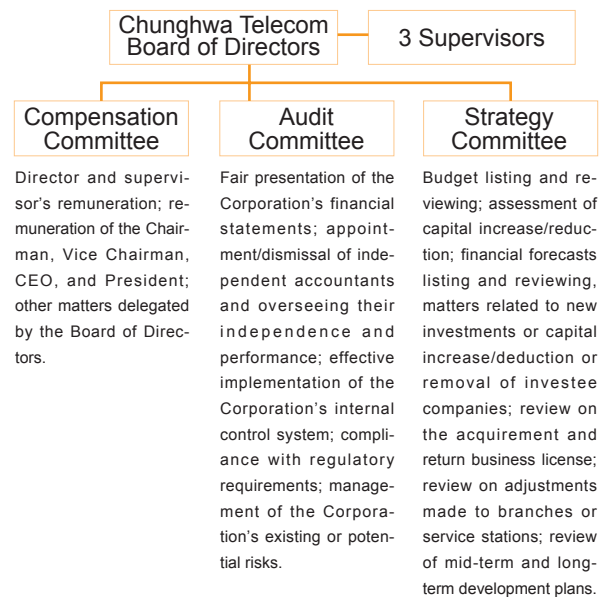 Chunghwa Telecom
Board of Directors
3 Supervisors
Compensation
Committee
Director and supervi-
sor's remuneration; re-
muneration of the Chair-
man, Vice Chairman,
CEO, and President;
other matters delegated
by the Board of Direc-
tors.
Audit
Committee
Fair presentation of the
Corporation's financial
statements; appoint-
ment/dismissal of inde-
pendent accountants
and overseeing their
independence and
performance; effective
implementation of the
Corporation's internal
control system; compli-
ance with regulatory
requirements; manage-
ment of the Corpora-
tion's existing or poten-
tial risks.
Strategy
Committee
Budget listing and re-
viewing; assessment of
capital increase/reduc-
tion; financial forecasts
listing and reviewing,
matters related to new
investments or capital
increase/deduction or
removal of investee
companies; review on
the acquirement and
return business license;
review on adjustments
made to branches or
service stations; review
of mid-term and long-
term development plans.